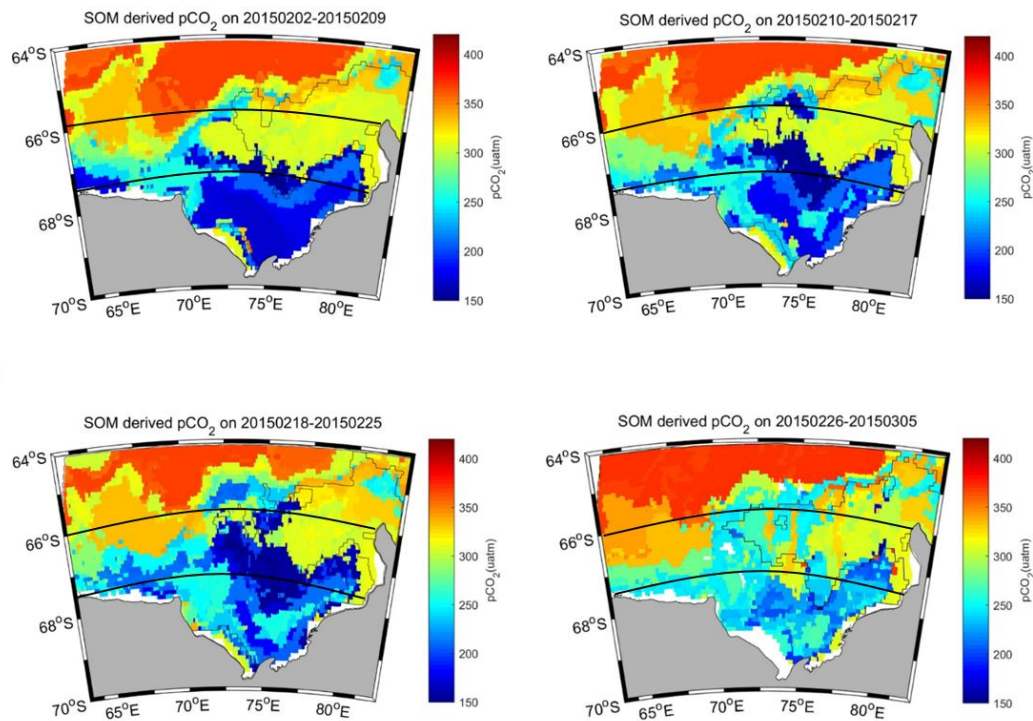 SOM derived pCO2 on 20150202-20150209
64°S
66°S
68°S
70°S
65°E
70°E
75°E
80°E
400
350
300
250
200
150
pCO2(uatm)
SOM derived pCO2 on 20150210-20150217
64°S
66°S
68°S
70°S
65°E
70°E
75°E
80°E
400
350
300
250
200
150
pCO2(uatm)
SOM derived pCO2 on 20150218-20150225
64°S
66°S
68°S
70°S
65°E
70°E
75°E
80°E
400
350
300
250
200
150
pCO2(uatm)
SOM derived pCO2 on 20150226-20150305
64°S
66°S
68°S
70°S
65°E
70°E
75°E
80°E
400
350
300
250
200
150
pCO2(uatm)